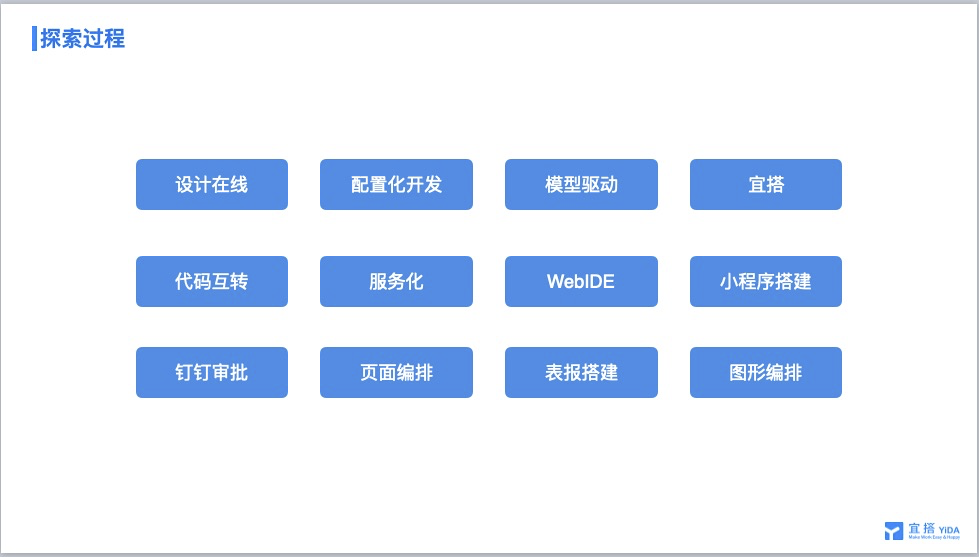 探索过程
设计在线 配置化开发 模型驱动 宜搭
代码互转 服务化 WebIDE 小程序搭建
钉钉审批 页面编排 表报搭建 图形编排
宜搭 YiDA
Make Work Easy & Happy